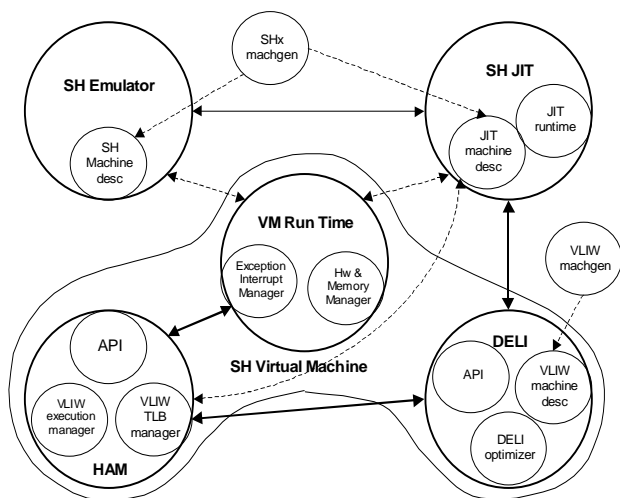 SHx
machgen
SH Emulator
SH JIT
JIT
runtime
SH
Machine
desc
JIT
machine
desc
VM Run Time
VLIW
machgen
Exception
Interrupt
Manager
Hw &
Memory
Manager
API
SH Virtual Machine
DELI
API
VLIW
machine
desc
VLIW
execution
manager
VLIW
TLB
manager
DELI
optimizer
HAM